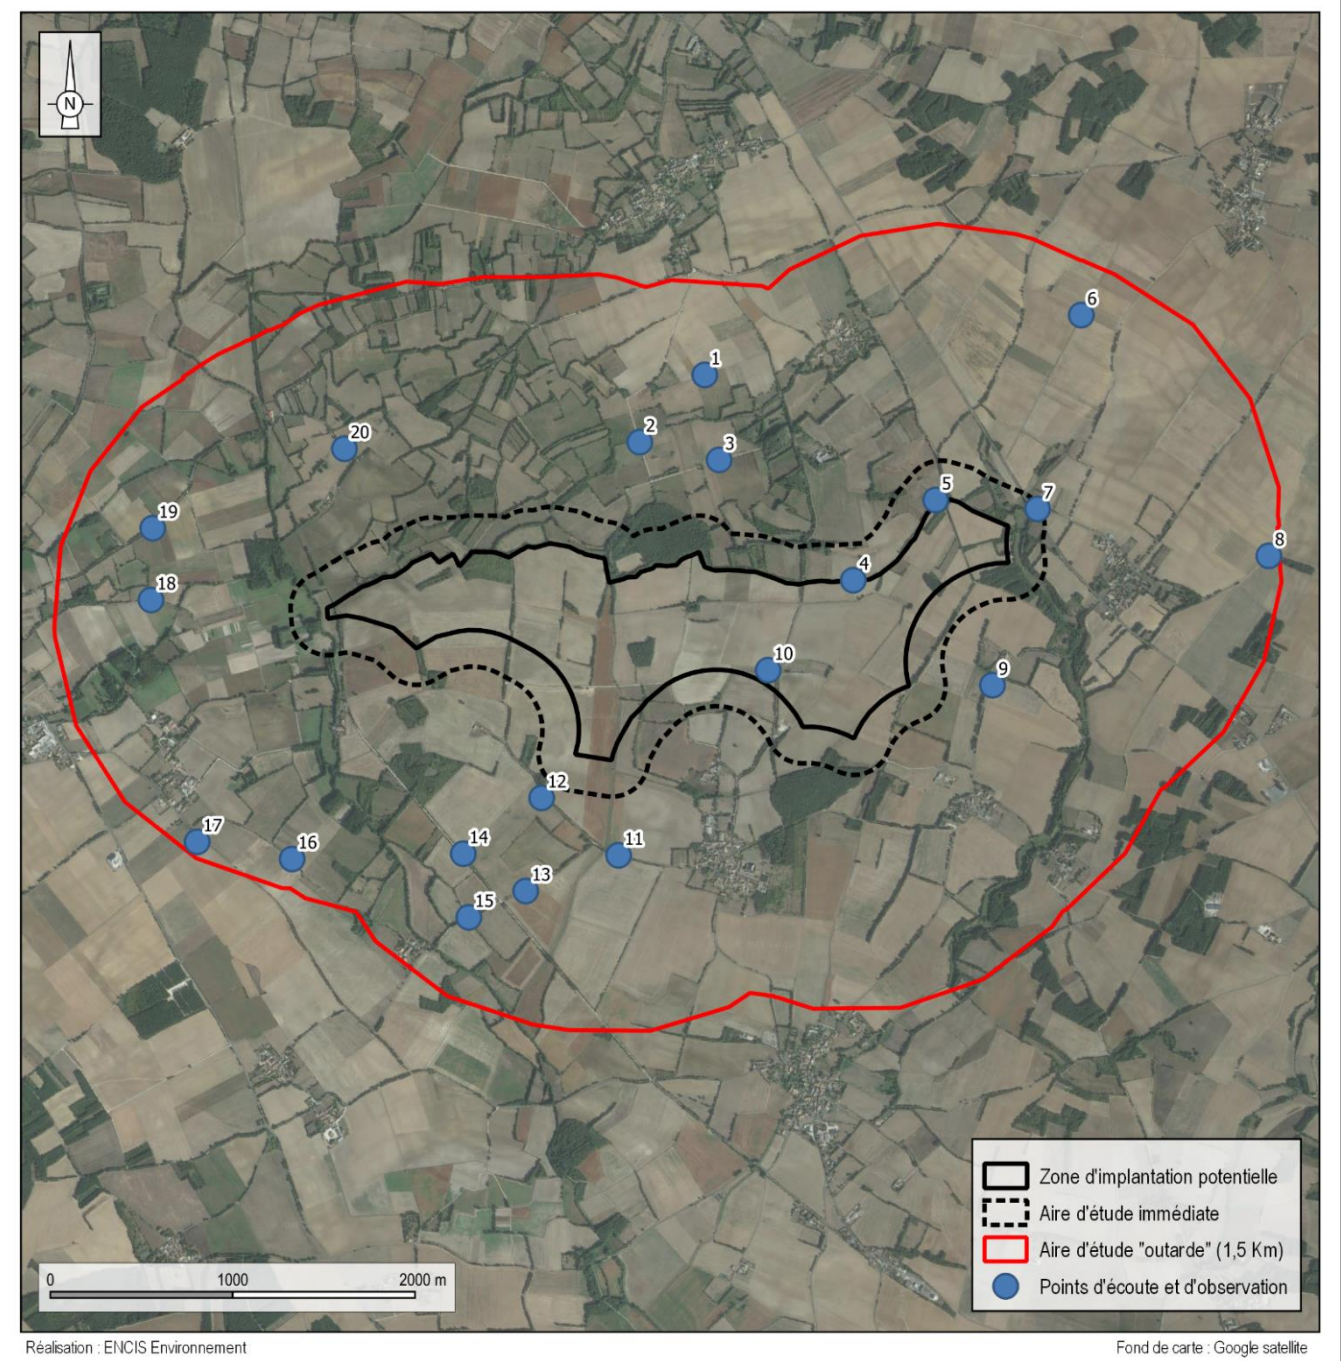 N
6
1
2
3
20
5
7
19
8
4
18
10
9
12
17
14
11
16
13
15
Zone d'implantation potentielle
Aire d'étude immédiate
Aire d'étude "outarde" (1,5 Km)
Points d'écoute et d'observation
0 1000 2000 m
Réalisation : ENCIS Environnement
Fond de carte : Google satellite